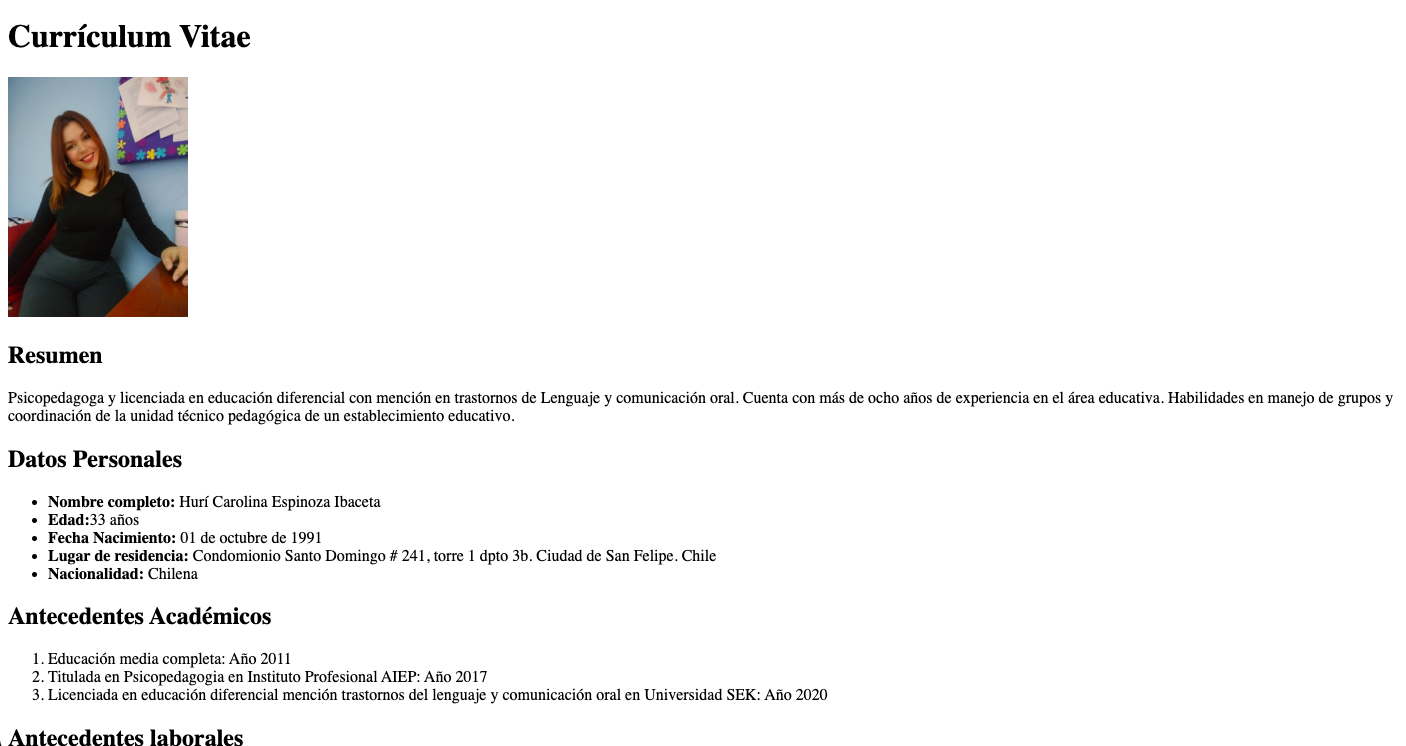 Currículum Vitae
Resumen
Psicopedagoga y licenciada en educación diferencial con mención en trastornos de Lenguaje y comunicación oral. Cuenta con más de ocho años de experiencia en el área educativa. Habilidades en manejo de grupos y
coordinación de la unidad técnico pedagógica de un establecimiento educativo.
Datos Personales
• Nombre completo: Hurí Carolina Espinoza Ibaceta
• Edad:33 años
• Fecha Nacimiento: 01 de octubre de 1991
• Lugar de residencia: Condomionio Santo Domingo # 241, torre 1 dpto 3b. Ciudad de San Felipe. Chile
• Nacionalidad: Chilena
Antecedentes Académicos
1. Educación media completa: Año 2011
2. Titulada en Psicopedagogia en Instituto Profesional AIEP: Año 2017
3. Licenciada en educación diferencial mención trastornos del lenguaje y comunicación oral en Universidad SEK: Año 2020
Antecedentes laborales